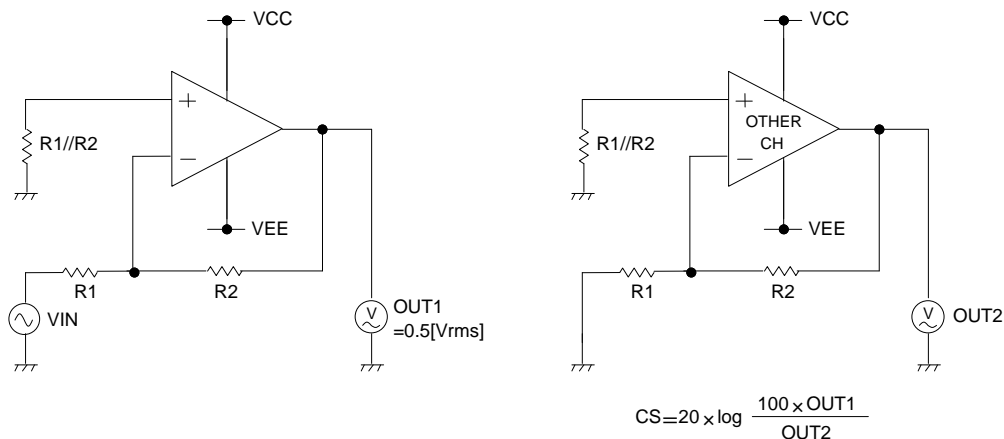 VCC
+
R1//R2
−
VEE
R1
R2
VIN
V
OUT1
=0.5[Vrms]
VCC
+
OTHER
CH
R1//R2
−
VEE
R1
R2
V
OUT2
CS=20×log 100×OUT1
OUT2